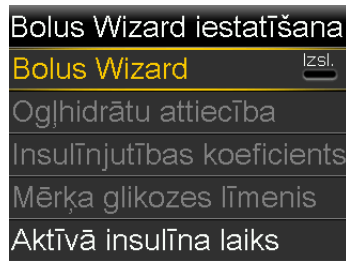 Bolus Wizard iestatīšana
Bolus Wizard Izsl.
Ogļhidrātu attiecība
Insulīnjutības koeficients
Mērķa glikozes līmenis
Aktīvā insulīna laiks